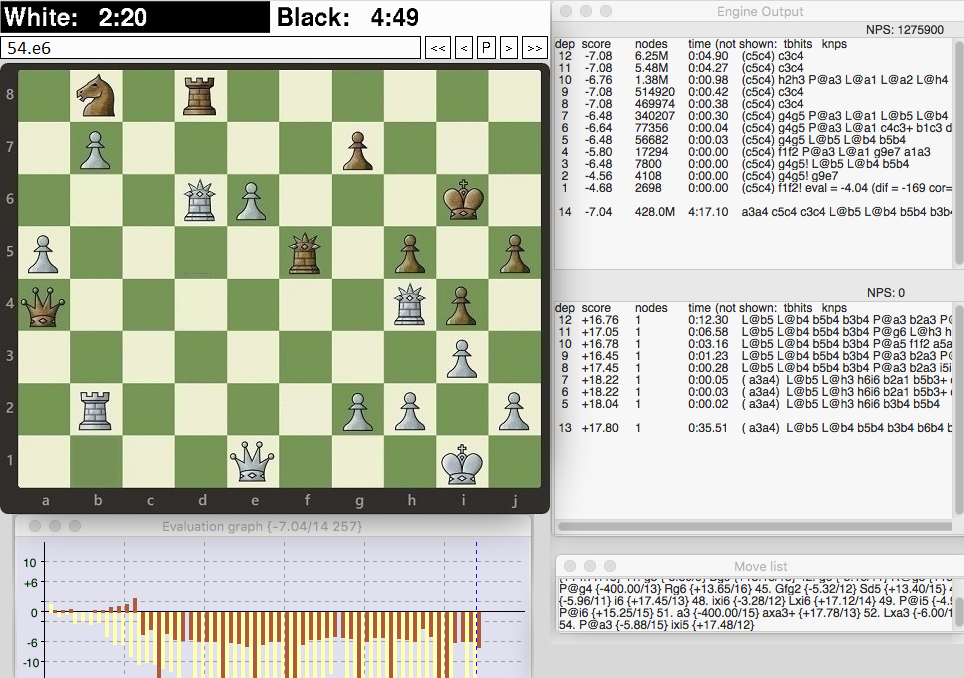 White: 2:20 Black: 4:49
54.e6
<< < P > >>
8
7
6
5
4
3
2
1
a b c d e f g h i j
Engine Output
NPS: 1275900
dep score nodes time (not shown: tbhits knps
12 -7.08 6.25M 0:04.90 (c5c4) c3c4
11 -7.08 5.48M 0:04.27 (c5c4) c3c4
10 -6.76 1.38M 0:00.98 (c5c4) h2h3 P@a3 L@a1 L@a2 L@h4
9 -7.08 514920 0:00.42 (c5c4) c3c4
8 -7.08 469974 0:00.38 (c5c4) c3c4
7 -6.48 340207 0:00.30 (c5c4) g4g5 P@a3 L@a1 L@b5 L@b4
6 -6.64 77356 0:00.04 (c5c4) g4g5 P@a3 L@a1 c4c3+ b1c3 d
5 -6.48 56682 0:00.03 (c5c4) g4g5 L@b5 L@b4 b5b4
4 -5.80 17294 0:00.00 (c5c4) f1f2 P@a3 L@a1 g9e7 a1a3
3 -6.48 7800 0:00.00 (c5c4) g4g5! L@b5 L@b4 b5b4
2 -4.56 4108 0:00.00 (c5c4) g4g5! g9e7
1 -4.68 2698 0:00.00 (c5c4) f1f2! eval = -4.04 (dif = -169 cor=
14 -7.04 428.0M 4:17.10 a3a4 c5c4 c3c4 L@b5 L@b4 b5b4 b3b4
NPS: 0
dep score nodes time (not shown: tbhits knps
12 +16.76 1 0:12.30 L@b5 L@b4 b5b4 b3b4 P@a3 b2a3 P@
11 +17.05 1 0:06.58 L@b5 L@b4 b5b4 b3b4 P@g6 L@h3 h
10 +16.78 1 0:03.16 L@b5 L@b4 b5b4 b3b4 P@a5 f1f2 a5a
9 +16.45 1 0:01.23 L@b5 L@b4 b5b4 b3b4 P@a3 b2a3 P@
8 +17.45 1 0:00.28 L@b5 L@b4 b5b4 b3b4 P@a3 b2a3 i5i
7 +18.22 1 0:00.05 ( a3a4) L@b5 L@h3 h6i6 b2a1 b5b3+
6 +18.22 1 0:00.03 ( a3a4) L@b5 L@h3 h6i6 b2a1 b5b3+
5 +18.04 1 0:00.02 ( a3a4) L@b5 L@h3 h6i6 b3b4 b5b4
13 +17.80 1 0:35.51 ( a3a4) L@b5 L@b4 b5b4 b3b4 b6b4 b
Evaluation graph {-7.04/14 257}
10
+6
0
-6
-10
Move list
P@g4 {-400.00/13} Rg6 {+13.65/16} 45. Gfg2 {-5.32/12} Sd5 {+13.40/15}
{-5.96/11} i6 {+17.45/13} 48. ixi6 {-3.28/12} Lxi6 {+17.12/14} 49. P@i5 {-4.
P@i6 {+15.25/15} 51. a3 {-400.00/15} axa3+ {+17.78/13} 52. Lxa3 {-6.00/1
54. P@a3 {-5.88/15} ixi5 {+17.48/12}